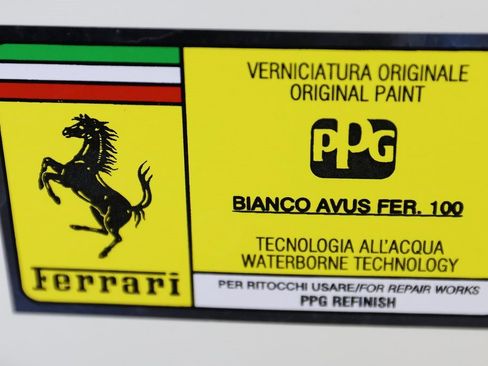 Ferrari
VERNICIATURA ORIGINALE
ORIGINAL PAINT
PPG
BIANCO AVUS FER. 100
TECNOLOGIA ALL'ACQUA
WATERBORNE TECHNOLOGY
PER RITOCCHI USARE/FOR REPAIR WORKS
PPG REFINISH